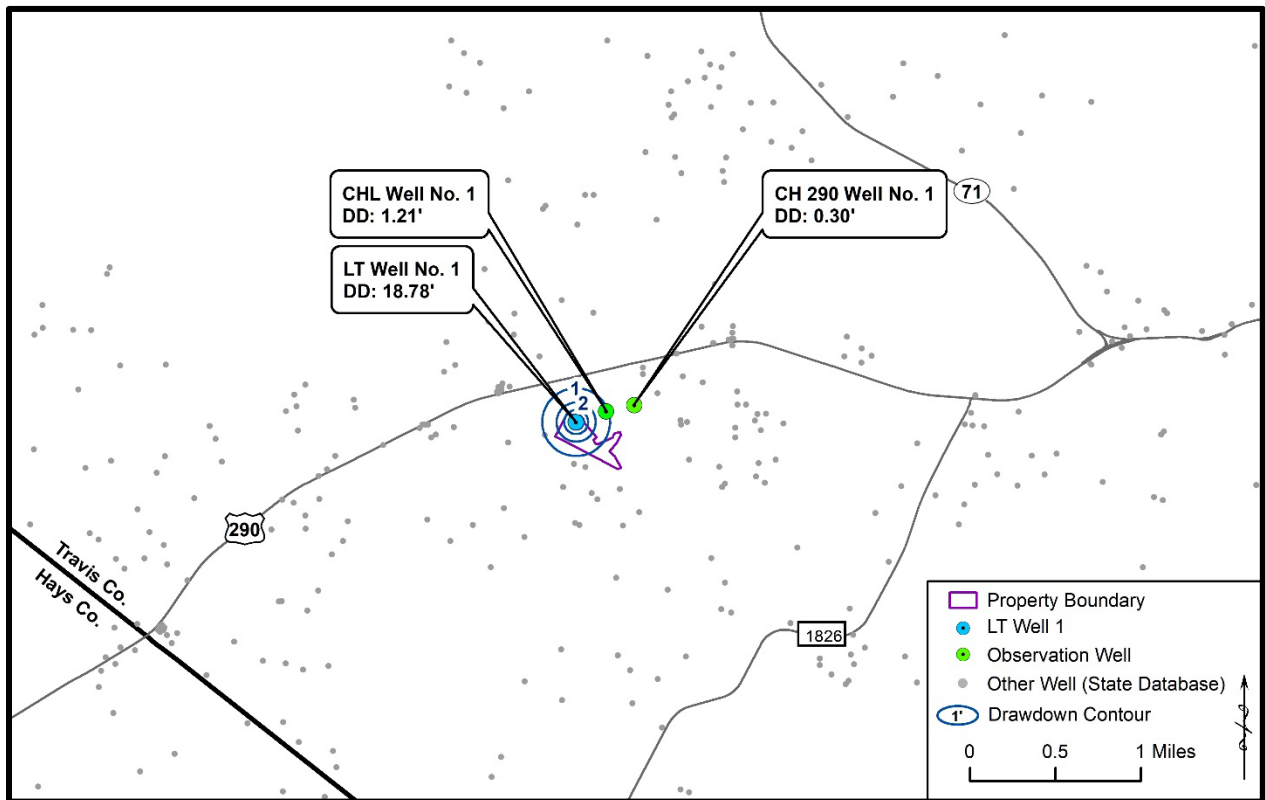 71
CHL Well No. 1
DD: 1.21'
CH 290 Well No. 1
DD: 0.30'
LT Well No. 1
DD: 18.78'
1
2
290
Travis Co.
Hays Co.
1826
Property Boundary
LT Well 1
Observation Well
Other Well (State Database)
1'
Drawdown Contour
0 0.5 1 Miles